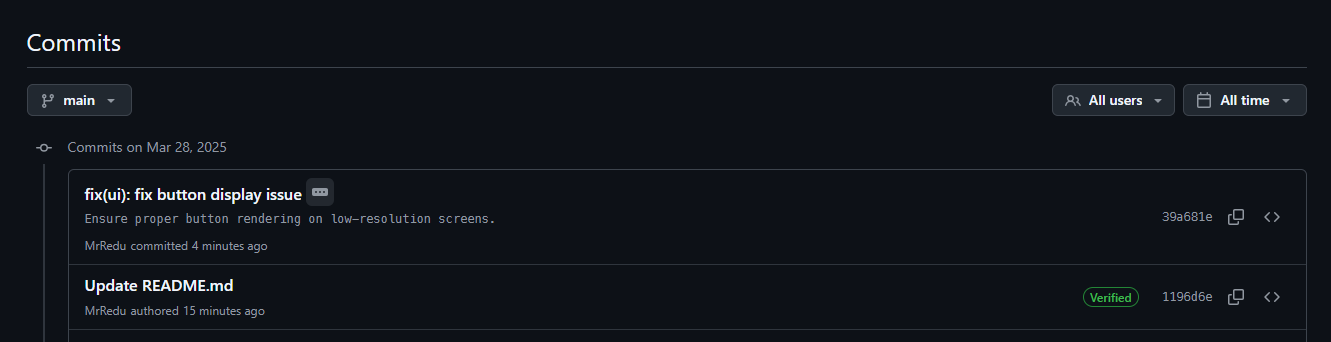 Commits
main
All users
All time
Commits on Mar 28, 2025
fix(ui): fix button display issue
Ensure proper button rendering on low-resolution screens.
39a681e
MrRedu committed 4 minutes ago
Update README.md
Verified
1196d6e
MrRedu authored 15 minutes ago